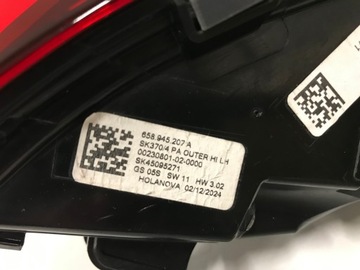 658.945.207 A
SK370/4 PA OUTER HI LH
00230801-02-0000
SK45095271
GS 05S SW 11 HW 3.02
HOLANOVA 02/12/2024